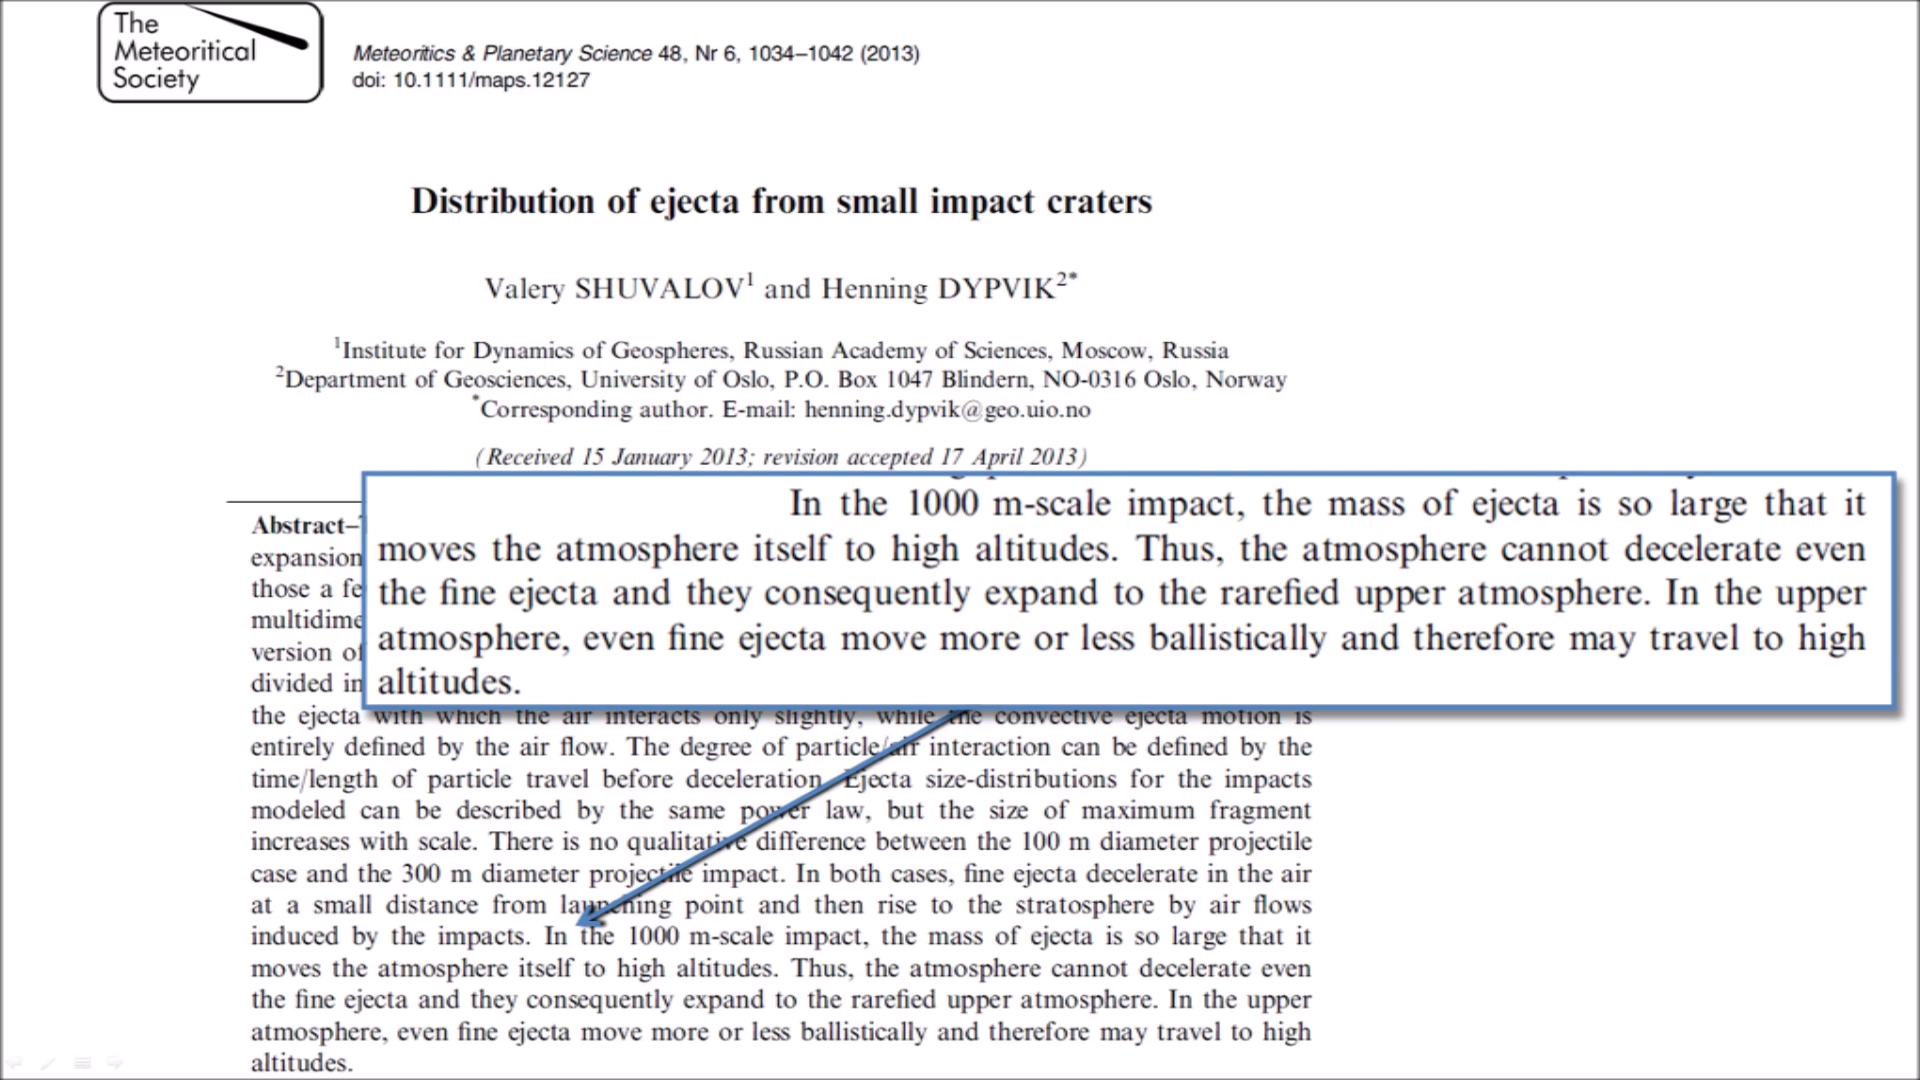 The
Meteoritical
Society
Meteoritics & Planetary Science 48, Nr 6, 1034–1042 (2013)
doi: 10.1111/maps.12127
Distribution of ejecta from small impact craters
Valery SHUVALOV1 and Henning DYPVIK2*
1Institute for Dynamics of Geospheres, Russian Academy of Sciences, Moscow, Russia
2Department of Geosciences, University of Oslo, P.O. Box 1047 Blindern, NO-0316 Oslo, Norway
*Corresponding author. E-mail: henning.dypvik@geo.uio.no
(Received 15 January 2013; revision accepted 17 April 2013)
In the 1000 m-scale impact, the mass of ejecta is so large that it
moves the atmosphere itself to high altitudes. Thus, the atmosphere cannot decelerate even
the fine ejecta and they consequently expand to the rarefied upper atmosphere. In the upper
atmosphere, even fine ejecta move more or less ballistically and therefore may travel to high
altitudes.
Abstract–
expansion
those a fe
multidime
version of
divided in
the ejecta with which the air interacts only slightly, while the convective ejecta motion is
entirely defined by the air flow. The degree of particle/air interaction can be defined by the
time/length of particle travel before deceleration. Ejecta size-distributions for the impacts
modeled can be described by the same power law, but the size of maximum fragment
increases with scale. There is no qualitative difference between the 100 m diameter projectile
case and the 300 m diameter projectile impact. In both cases, fine ejecta decelerate in the air
at a small distance from launching point and then rise to the stratosphere by air flows
induced by the impacts. In the 1000 m-scale impact, the mass of ejecta is so large that it
moves the atmosphere itself to high altitudes. Thus, the atmosphere cannot decelerate even
the fine ejecta and they consequently expand to the rarefied upper atmosphere. In the upper
atmosphere, even fine ejecta move more or less ballistically and therefore may travel to high
altitudes.